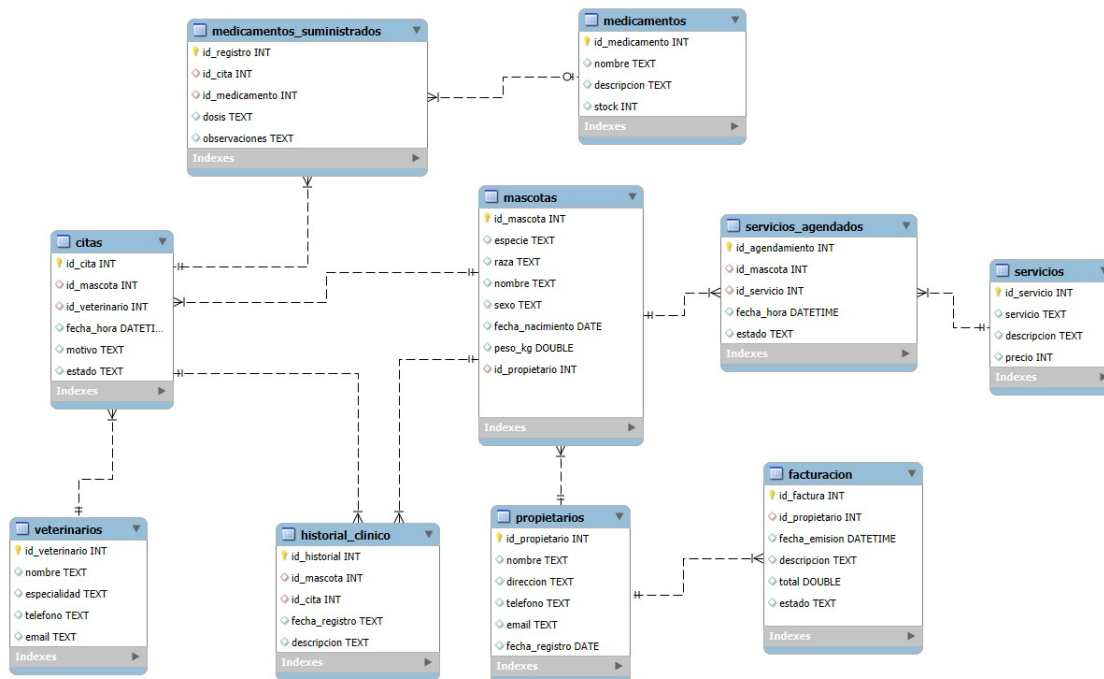 medicamentos_suministrados
id_registro INT
id_cita INT
id_medicamento INT
dosis TEXT
observaciones TEXT
Indexes
medicamentos
id_medicamento INT
nombre TEXT
descripcion TEXT
stock INT
Indexes
citas
id_cita INT
id_mascota INT
id_veterinario INT
fecha_hora DATETI...
motivo TEXT
estado TEXT
Indexes
mascotas
id_mascota INT
especie TEXT
raza TEXT
nombre TEXT
sexo TEXT
fecha_nacimiento DATE
peso_kg DOUBLE
id_propietario INT
Indexes
servicios_agendados
id_agendamiento INT
id_mascota INT
id_servicio INT
fecha_hora DATETIME
estado TEXT
Indexes
servicios
id_servicio INT
servicio TEXT
descripcion TEXT
precio INT
Indexes
veterinarios
id_veterinario INT
nombre TEXT
especialidad TEXT
telefono TEXT
email TEXT
Indexes
historial_clinico
id_historial INT
id_mascota INT
id_cita INT
fecha_registro TEXT
descripcion TEXT
Indexes
propietarios
id_propietario INT
nombre TEXT
direccion TEXT
telefono TEXT
email TEXT
fecha_registro DATE
Indexes
facturacion
id_factura INT
id_propietario INT
fecha_emision DATETIME
descripcion TEXT
total DOUBLE
estado TEXT
Indexes